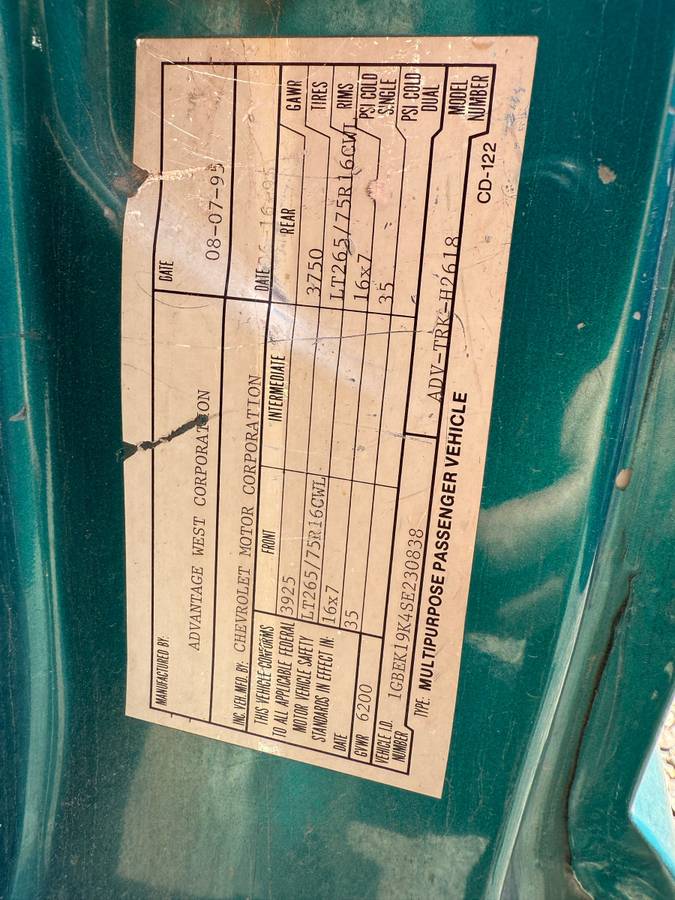 MANUFACTURED BY:
DATE
ADVANTAGE WEST CORPORATION
08-07-95
INC. VEH. MFD. BY: CHEVROLET MOTOR CORPORATION
DATE
THIS VEHICLE CONFORMS
TO ALL APPLICABLE FEDERAL
MOTOR VEHICLE SAFETY
STANDARDS IN EFFECT IN:
DATE
FRONT INTERMEDIATE REAR
3925 3750 GAWR
LT265/75R16CWL LT265/75R16CWL TIRES
16x7 16x7 RIMS
35 35 PSI COLD SINGLE
GVWR 6200 PSI COLD DUAL
VEHICLE I.D. NUMBER 1GBEK19K4SE230838 ADV-TRK-H2618 MODEL NUMBER
TYPE: MULTIPURPOSE PASSENGER VEHICLE CD-122